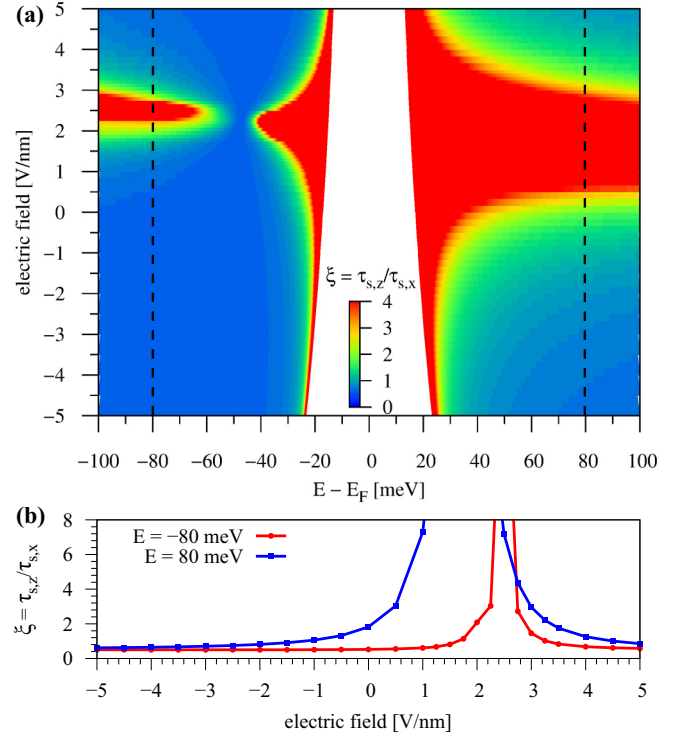 (a)
electric field [V/nm]
5
4
3
2
1
0
-1
-2
-3
-4
-5
ξ = τs,z/τs,x
4
3
2
1
0
−100 −80 −60 −40 −20 0 20 40 60 80 100
E − EF [meV]
(b)
ξ = τs,z/τs,x
8
6
4
2
0
E = −80 meV
E = 80 meV
-5 -4 -3 -2 -1 0 1 2 3 4 5
electric field [V/nm]